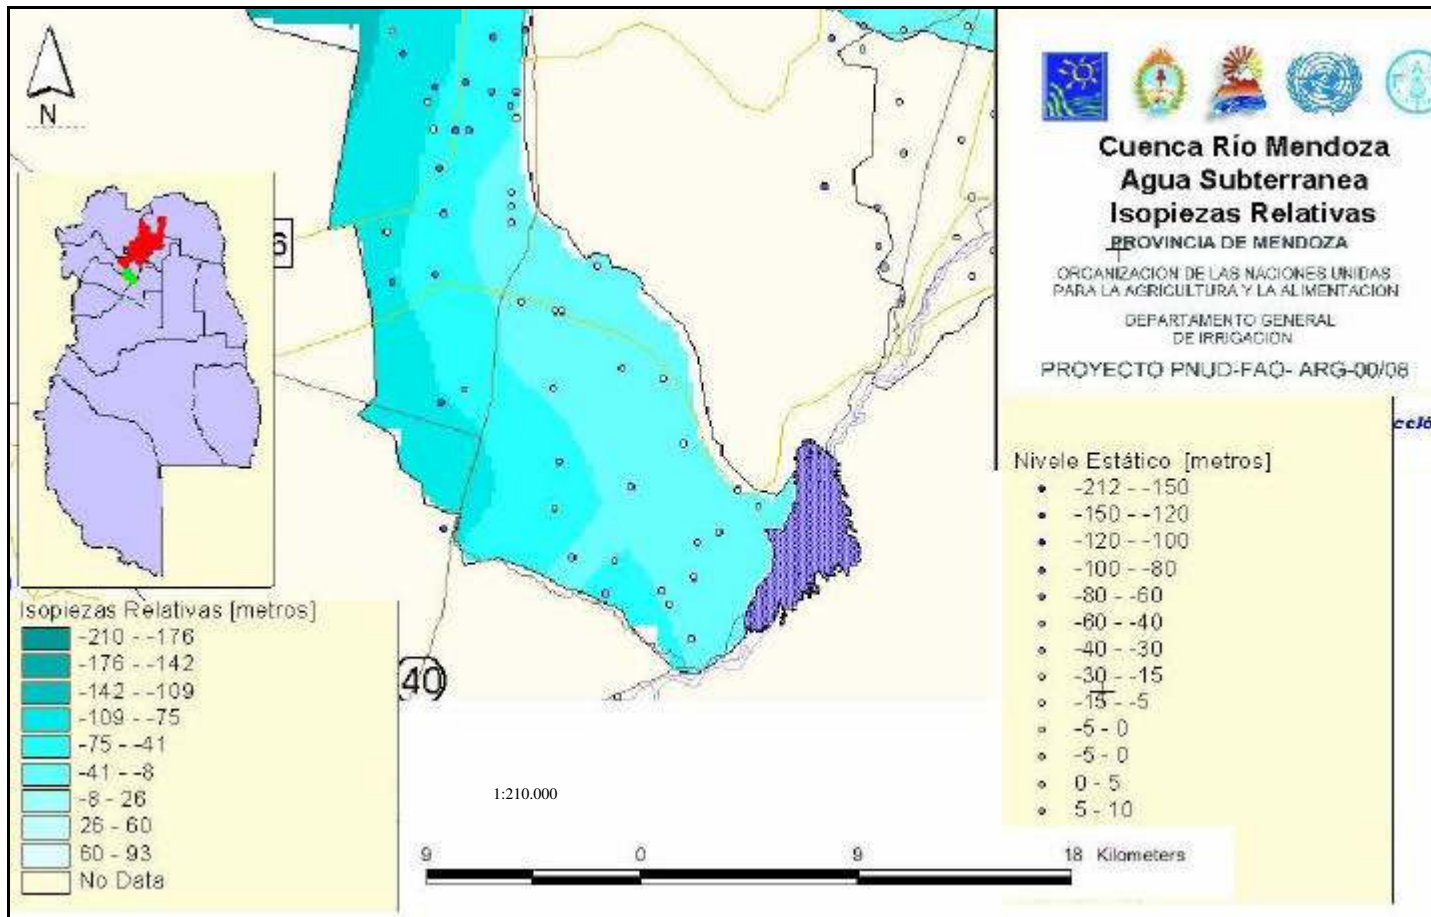 N
6
40
Cuenca Río Mendoza
Agua Subterranea
Isopiezas Relativas
PROVINCIA DE MENDOZA
ORGANIZACION DE LAS NACIONES UNIDAS
PARA LA AGRICULTURA Y LA ALIMENTACION
DEPARTAMENTO GENERAL
DE IRRIGACION
PROYECTO PNUD-FAO- ARG-00/08
Nivele Estático [metros]
-212 - -150
-150 - -120
-120 - -100
-100 - -80
-80 - -60
-60 - -40
-40 - -30
-30 - -15
-15 - -5
-5 - 0
-5 - 0
0 - 5
5 - 10
Isopiezas Relativas [metros]
-210 - -176
-176 - -142
-142 - -109
-109 - -75
-75 - -41
-41 - -8
-8 - 26
26 - 60
60 - 93
No Data
1:210.000
9 0 9 18 Kilometers